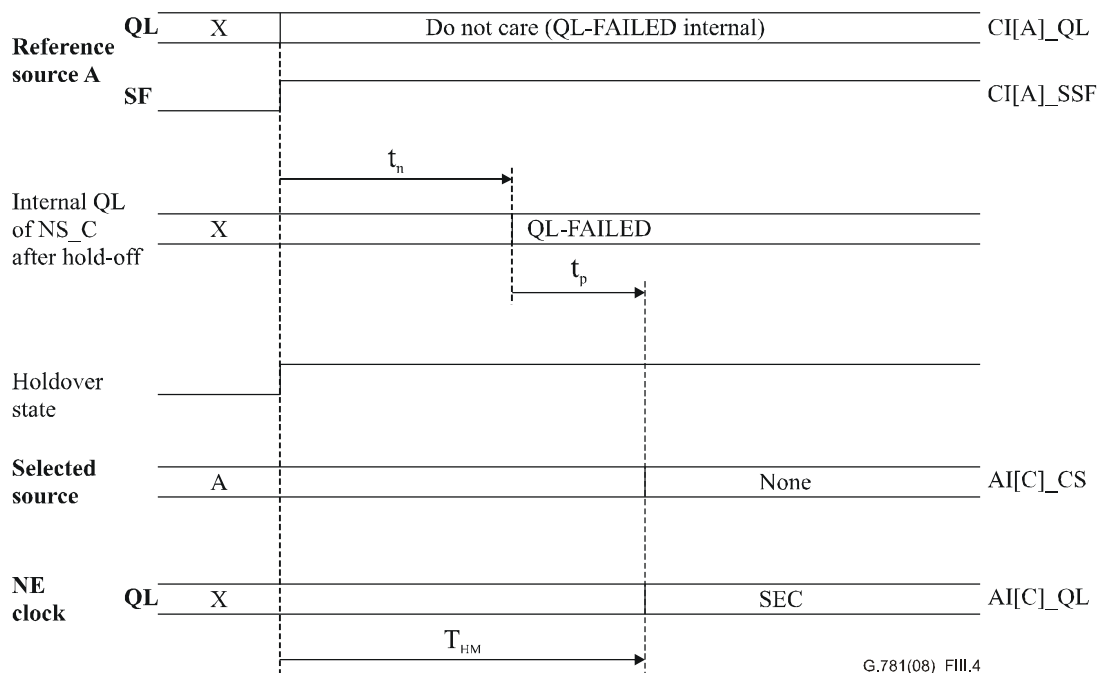 QL X Do not care (QL-FAILED internal) CI[A]_QL
Reference
source A
SF CI[A]_SSF
tn
Internal QL
of NS_C
after hold-off
X QL-FAILED
tp
Holdover
state
Selected
source
A None AI[C]_CS
NE
clock
QL X SEC AI[C]_QL
THM
G.781(08)_FIII.4